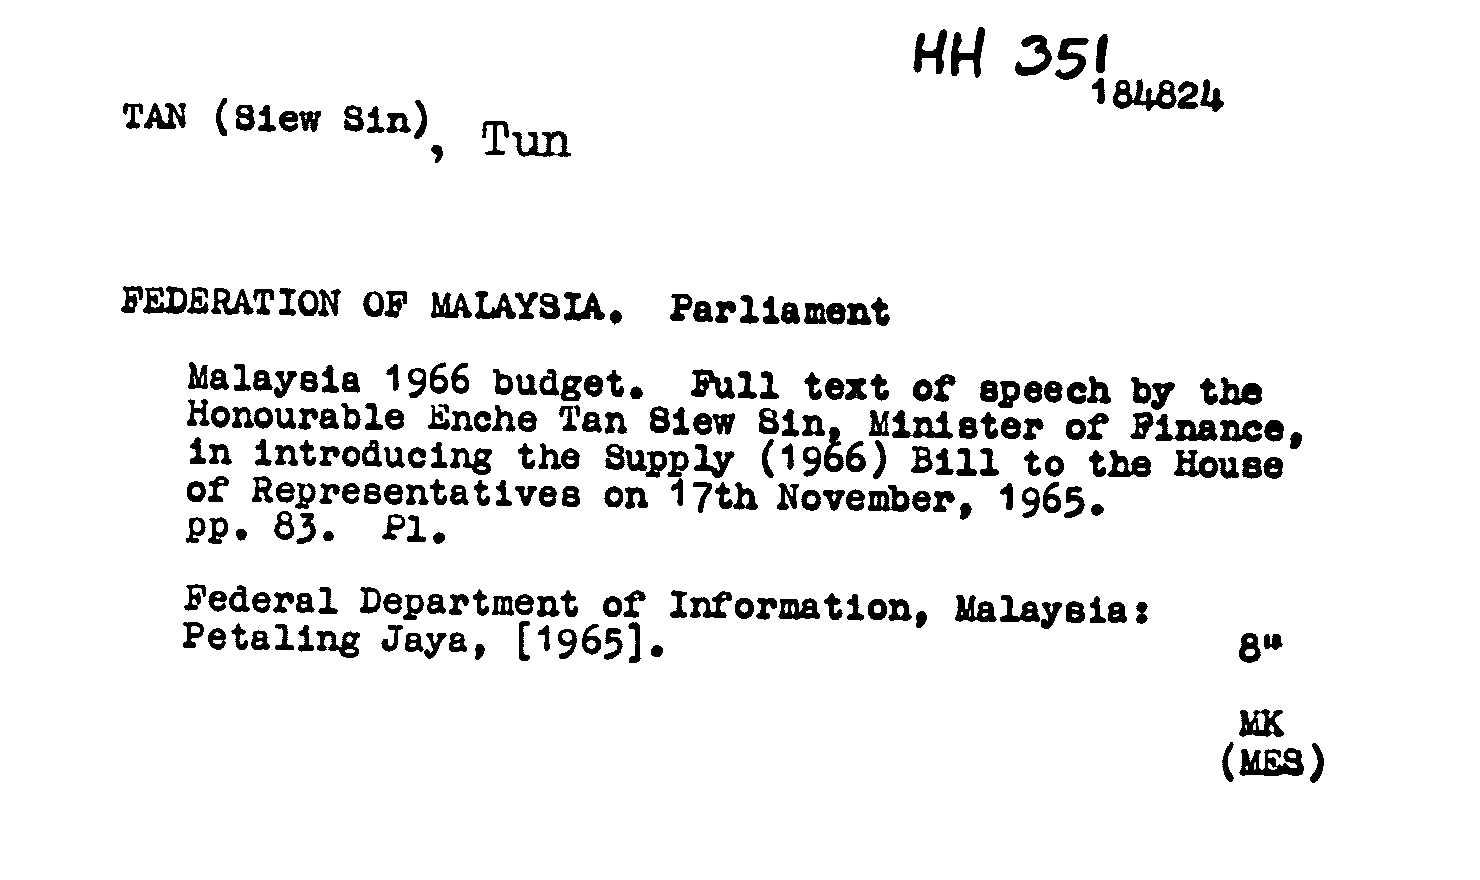 HH 351
184824
TAN (Siew Sin), Tun
FEDERATION OF MALAYSIA. Parliament
Malaysia 1966 budget. Full text of speech by the
Honourable Enche Tan Siew Sin, Minister of Finance,
in introducing the Supply (1966) Bill to the House
of Representatives on 17th November, 1965.
pp. 83. Pl.
Federal Department of Information, Malaysia:
Petaling Jaya, [1965].
8"
MK
(MES)